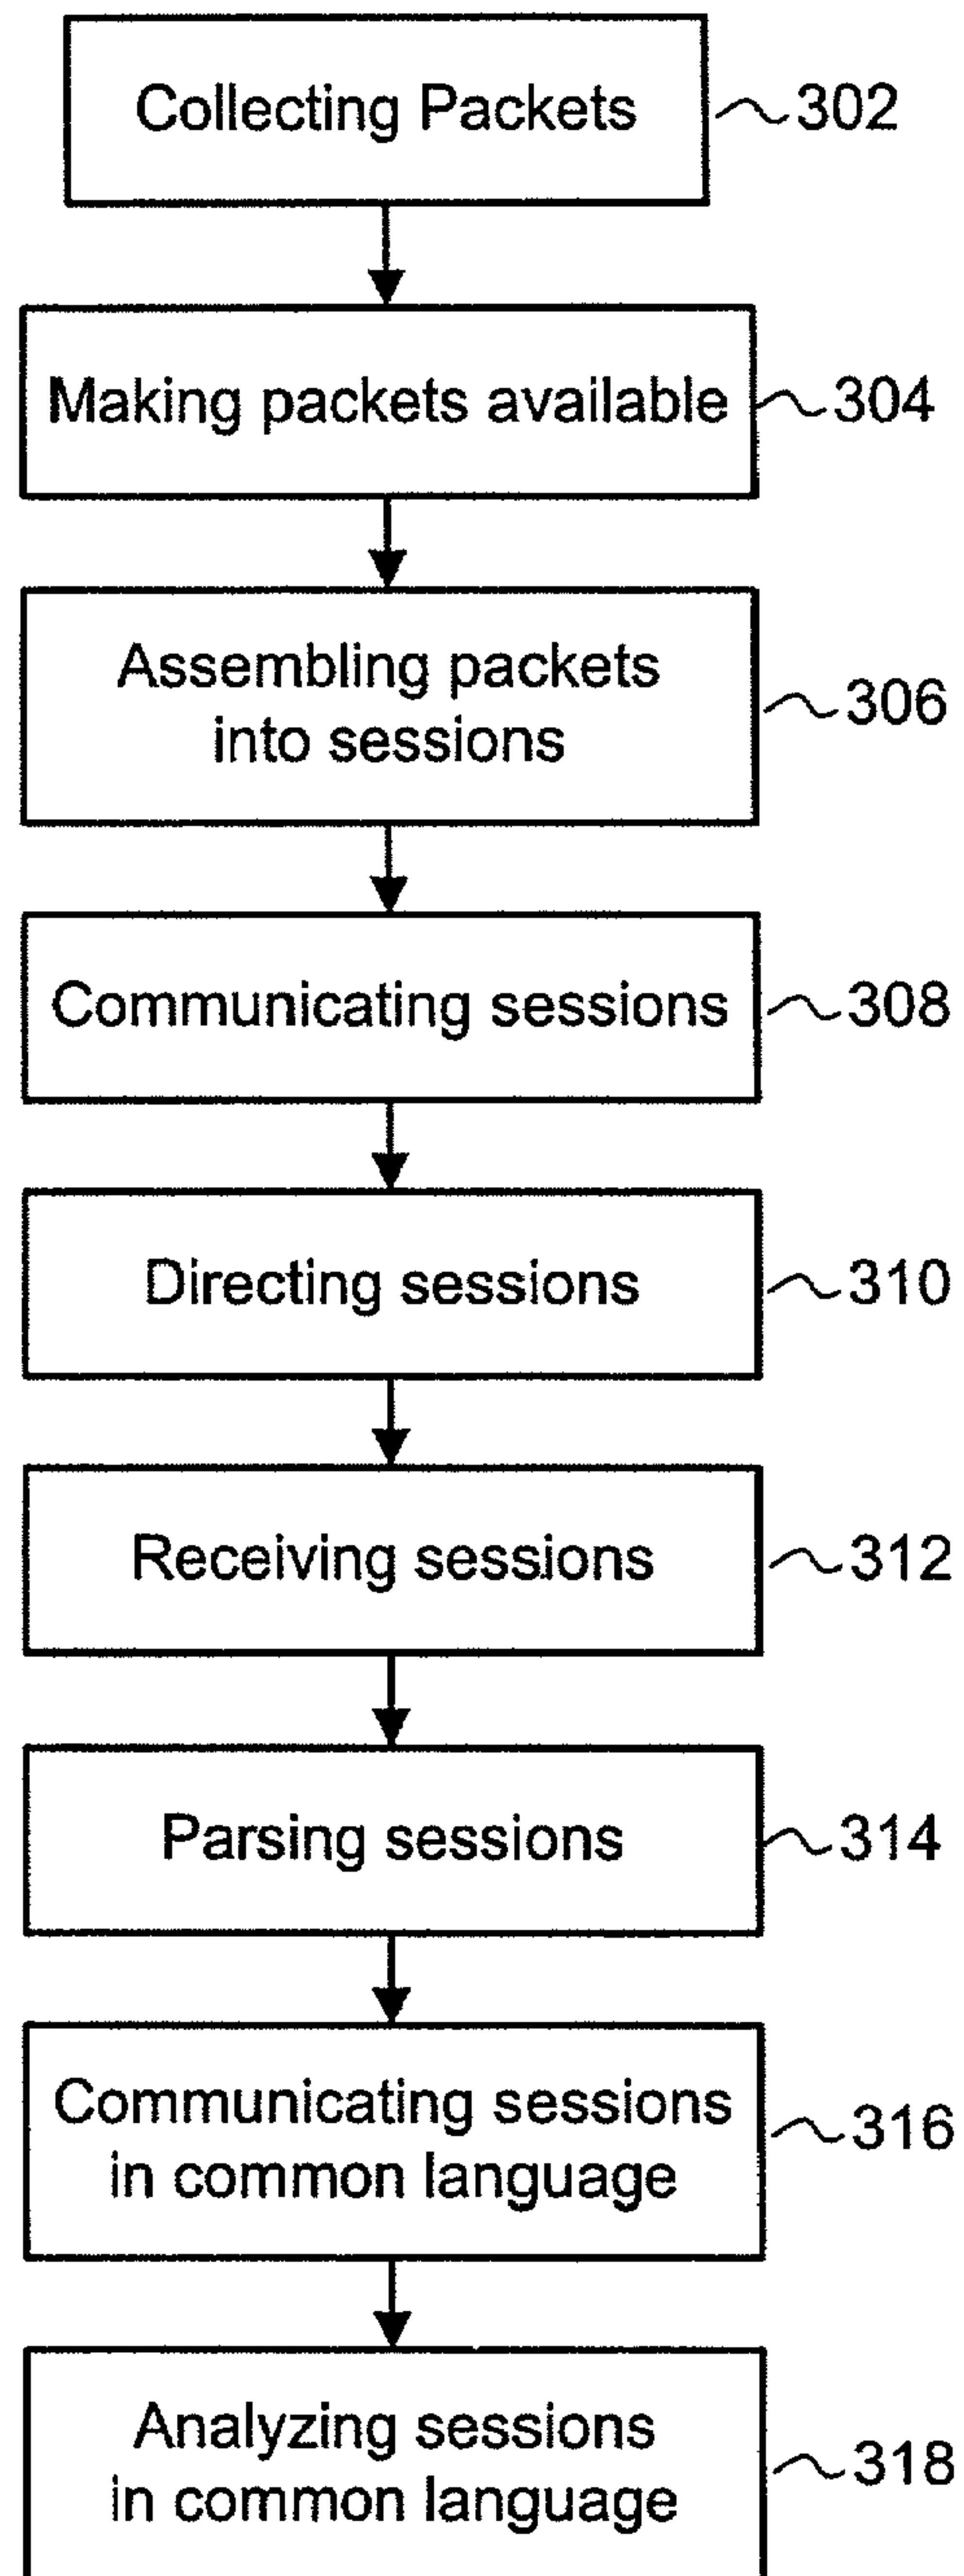 Collecting Packets
302
Making packets available
304
Assembling packets
into sessions
306
Communicating sessions
308
Directing sessions
310
Receiving sessions
312
Parsing sessions
314
Communicating sessions
in common language
316
Analyzing sessions
in common language
318